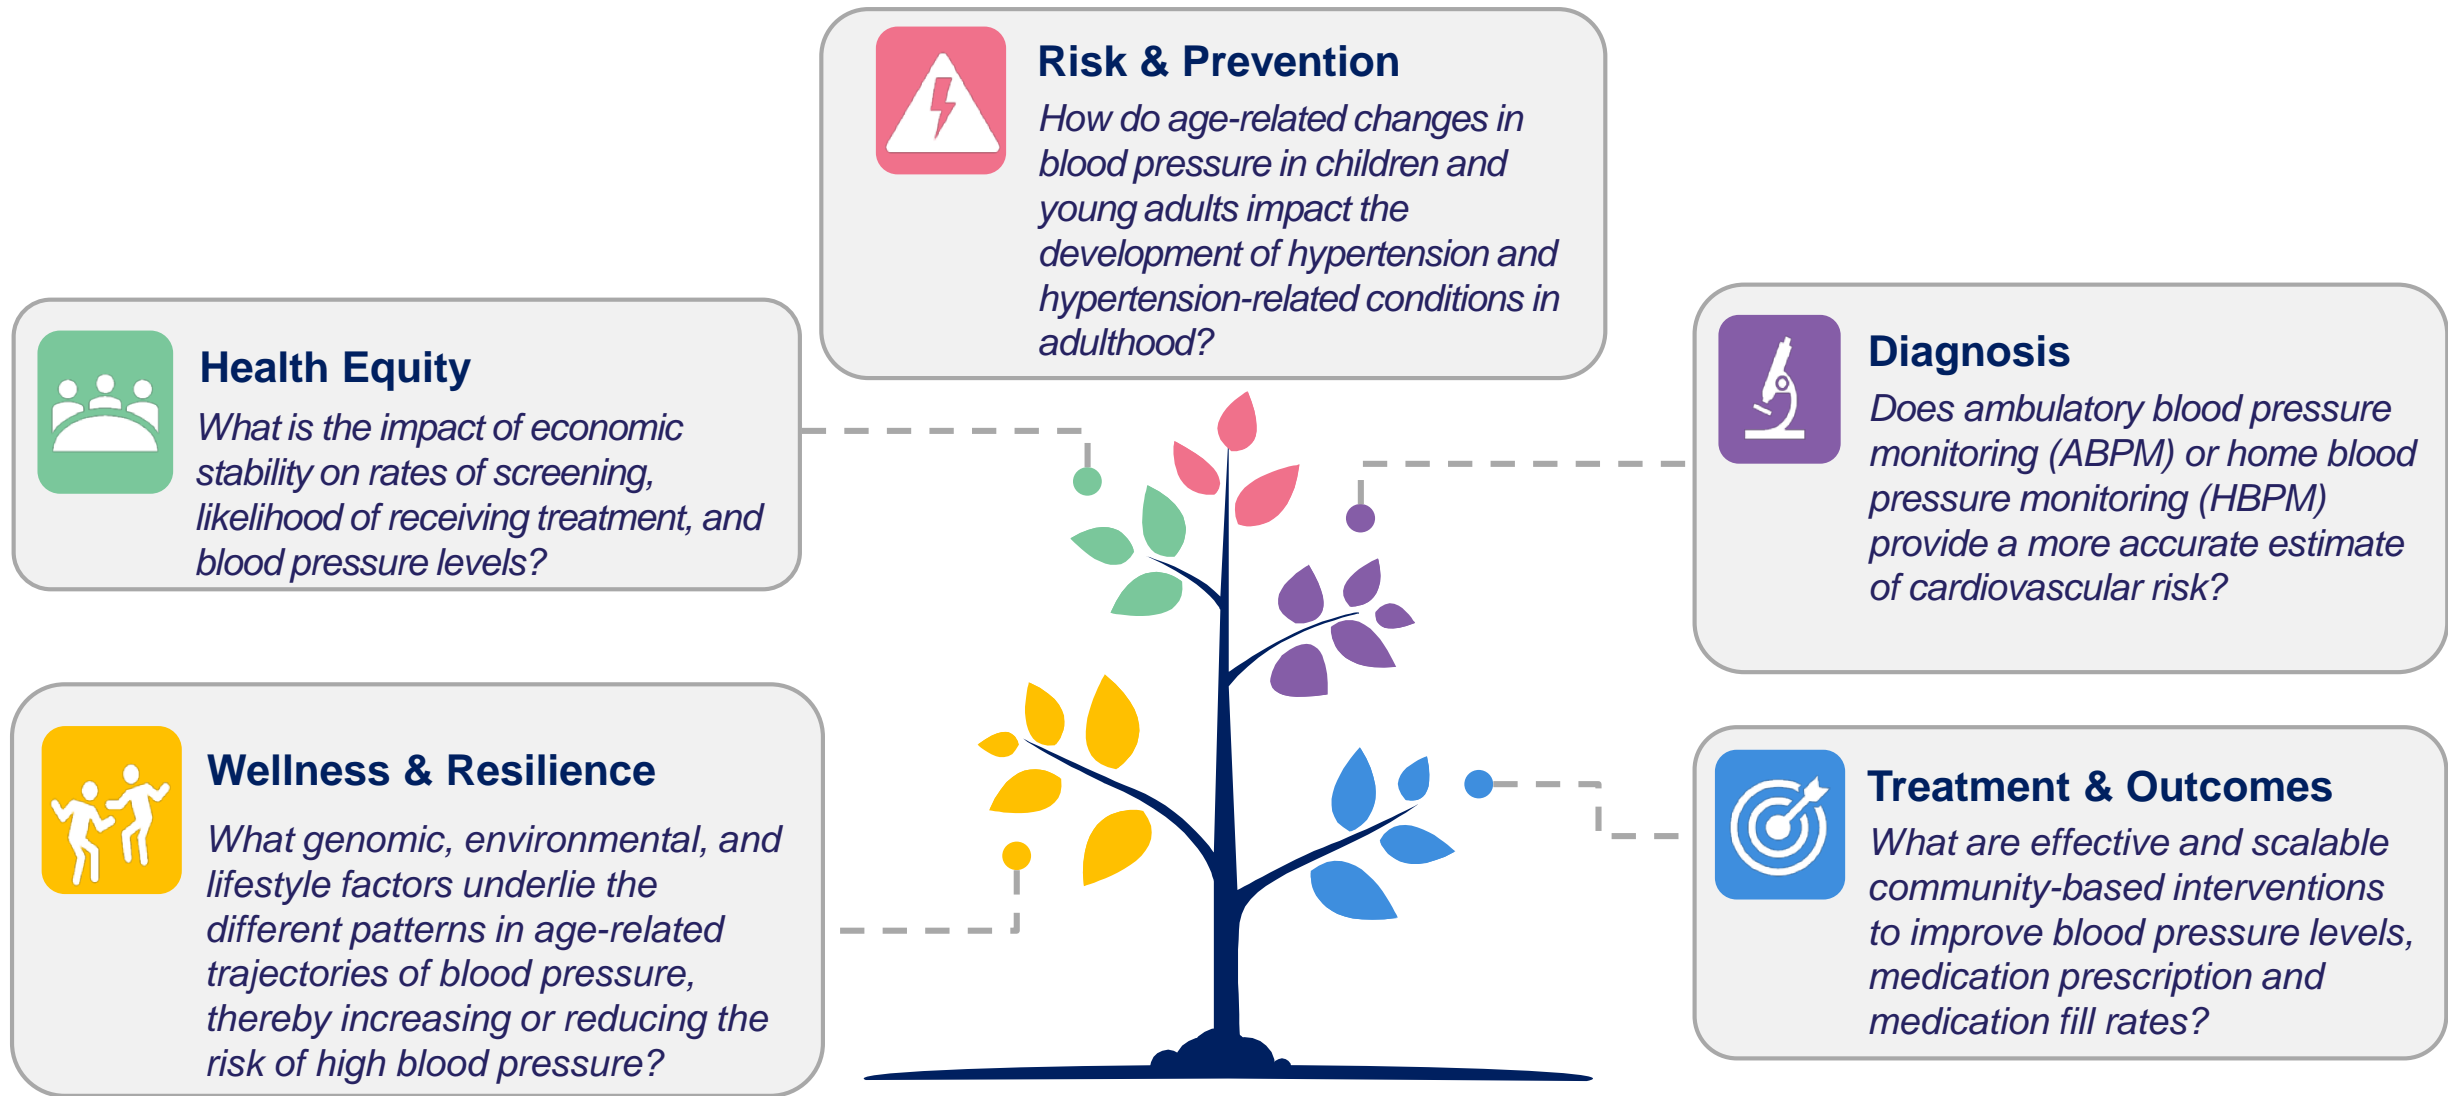 Risk & Prevention
How do age-related changes in
blood pressure in children and
young adults impact the
development of hypertension and
hypertension-related conditions in
adulthood?
Health Equity
What is the impact of economic
stability on rates of screening,
likelihood of receiving treatment, and
blood pressure levels?
Diagnosis
Does ambulatory blood pressure
monitoring (ABPM) or home blood
pressure monitoring (HBPM)
provide a more accurate estimate
of cardiovascular risk?
Wellness & Resilience
What genomic, environmental, and
lifestyle factors underlie the
different patterns in age-related
trajectories of blood pressure,
thereby increasing or reducing the
risk of high blood pressure?
Treatment & Outcomes
What are effective and scalable
community-based interventions
to improve blood pressure levels,
medication prescription and
medication fill rates?